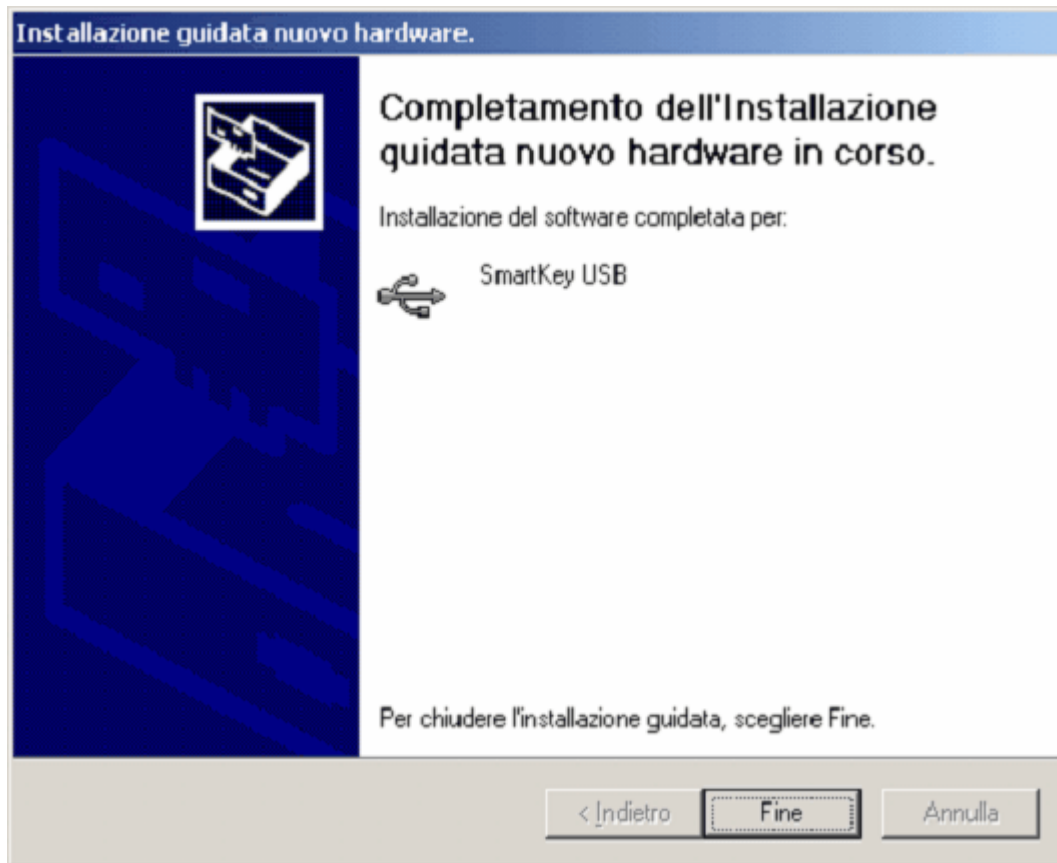 Installazione guidata nuovo hardware.
Completamento dell'Installazione
guidata nuovo hardware in corso.
Installazione del software completata per:
SmartKey USB
Per chiudere l'installazione guidata, scegliere Fine.
< Indietro
Fine
Annulla